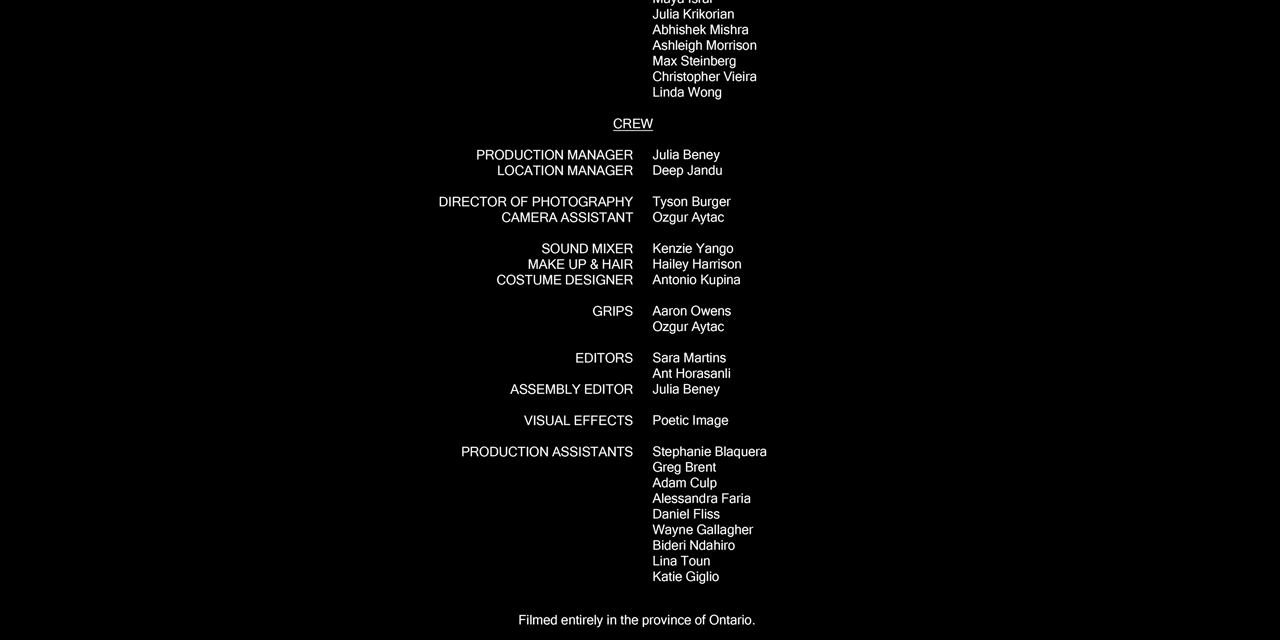 Julia Krikorian
Abhishek Mishra
Ashleigh Morrison
Max Steinberg
Christopher Vieira
Linda Wong
CREW
PRODUCTION MANAGER Julia Beney
LOCATION MANAGER Deep Jandu
DIRECTOR OF PHOTOGRAPHY Tyson Burger
CAMERA ASSISTANT Ozgur Aytac
SOUND MIXER Kenzie Yango
MAKE UP & HAIR Hailey Harrison
COSTUME DESIGNER Antonio Kupina
GRIPS Aaron Owens
Ozgur Aytac
EDITORS Sara Martins
Ant Horasanli
ASSEMBLY EDITOR Julia Beney
VISUAL EFFECTS Poetic Image
PRODUCTION ASSISTANTS Stephanie Blaquera
Greg Brent
Adam Culp
Alessandra Faria
Daniel Fliss
Wayne Gallagher
Bideri Ndahiro
Lina Toun
Katie Giglio
Filmed entirely in the province of Ontario.